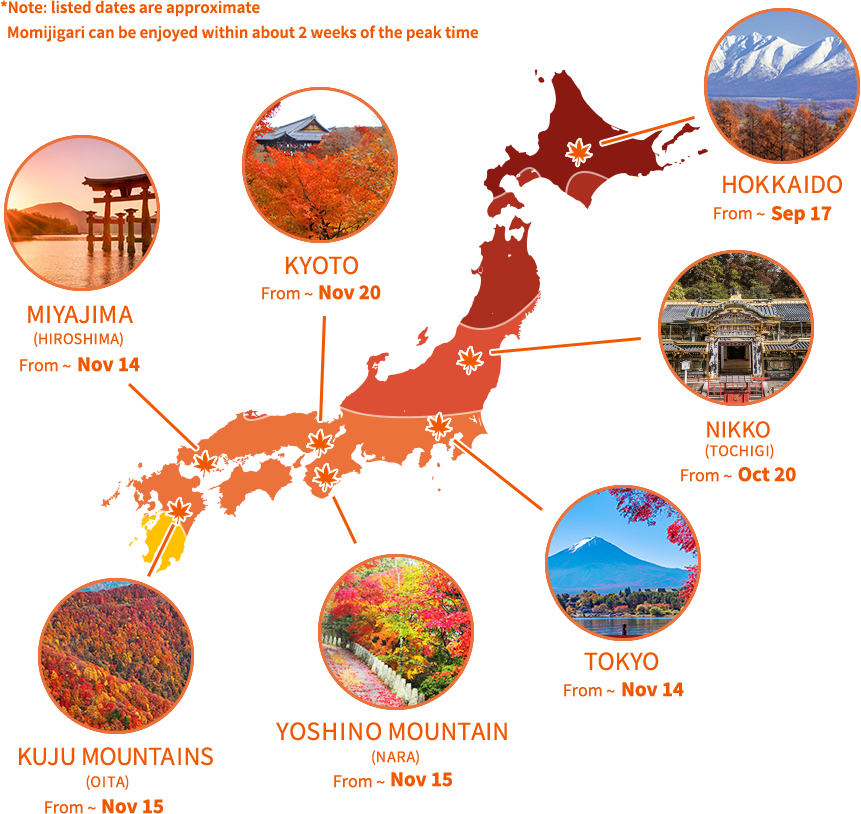 *Note: listed dates are approximate
Momijigari can be enjoyed within about 2 weeks of the peak time
HOKKAIDO
From ~ Sep 17
KYOTO
From ~ Nov 20
MIYAJIMA
(HIROSHIMA)
From ~ Nov 14
NIKKO
(TOCHIGI)
From ~ Oct 20
TOKYO
From ~ Nov 14
YOSHINO MOUNTAIN
(NARA)
From ~ Nov 15
KUJU MOUNTAINS
(OITA)
From ~ Nov 15